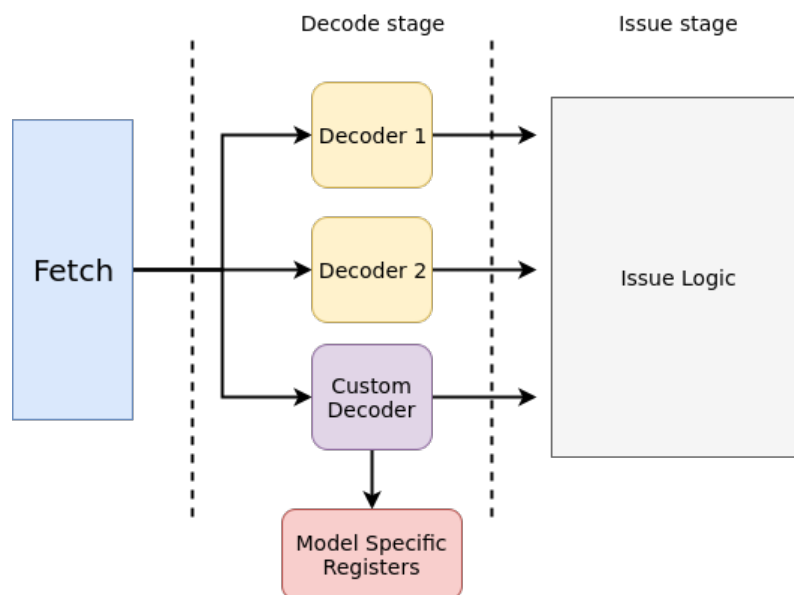 Decode stage
Issue stage
Decoder 1
Fetch
Decoder 2
Issue Logic
Custom
Decoder
Model Specific
Registers